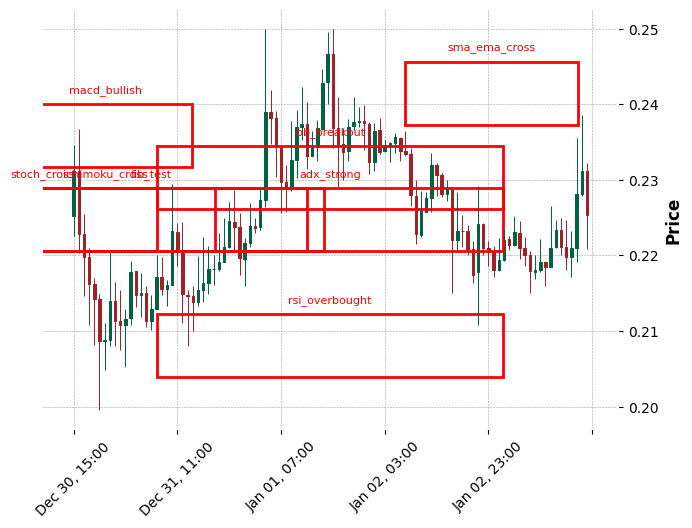 0.25
sma_ema_cross
macd_bullish
0.24
bb_breakout
0.23
stoch_cross
ichimoku_cross
fib_test
adx_strong
0.22
rsi_overbought
0.21
0.20
Price
Dec 30, 15:00
Dec 31, 11:00
Jan 01, 07:00
Jan 02, 03:00
Jan 02, 23:00